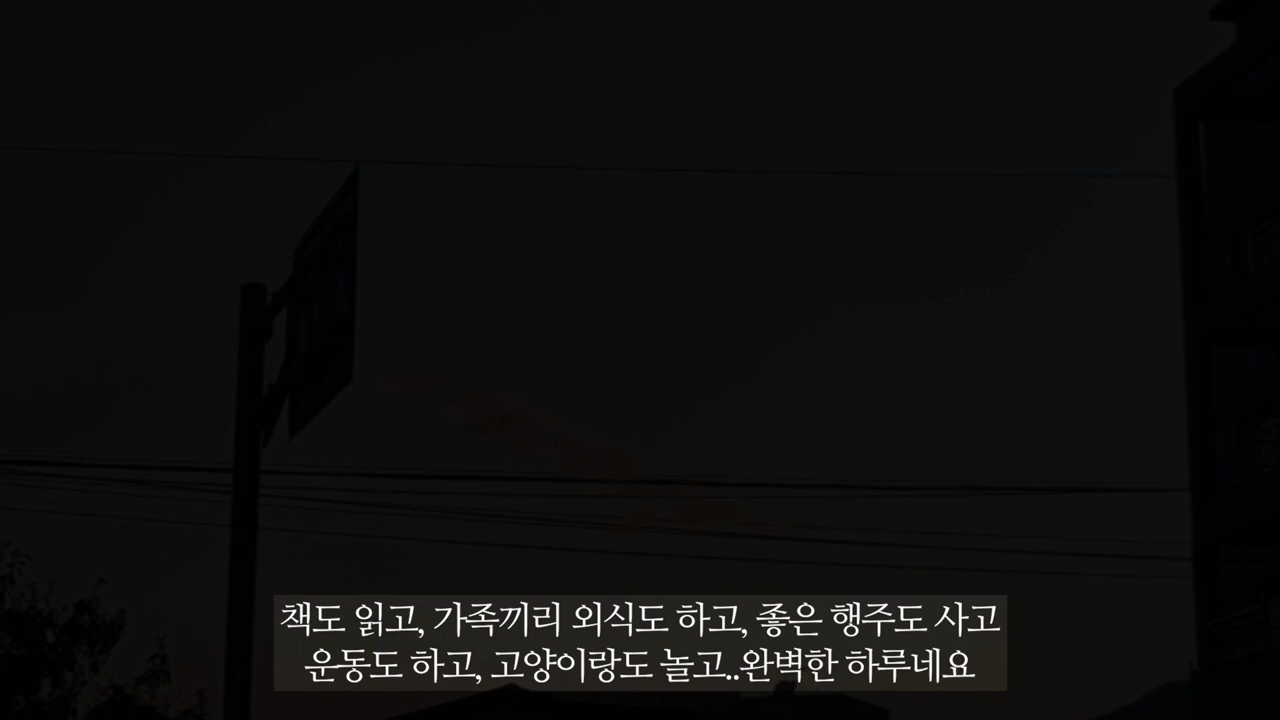 책도 읽고, 가족끼리 외식도 하고, 좋은 행주도 사고
운동도 하고, 고양이랑도 놀고..완벽한 하루네요